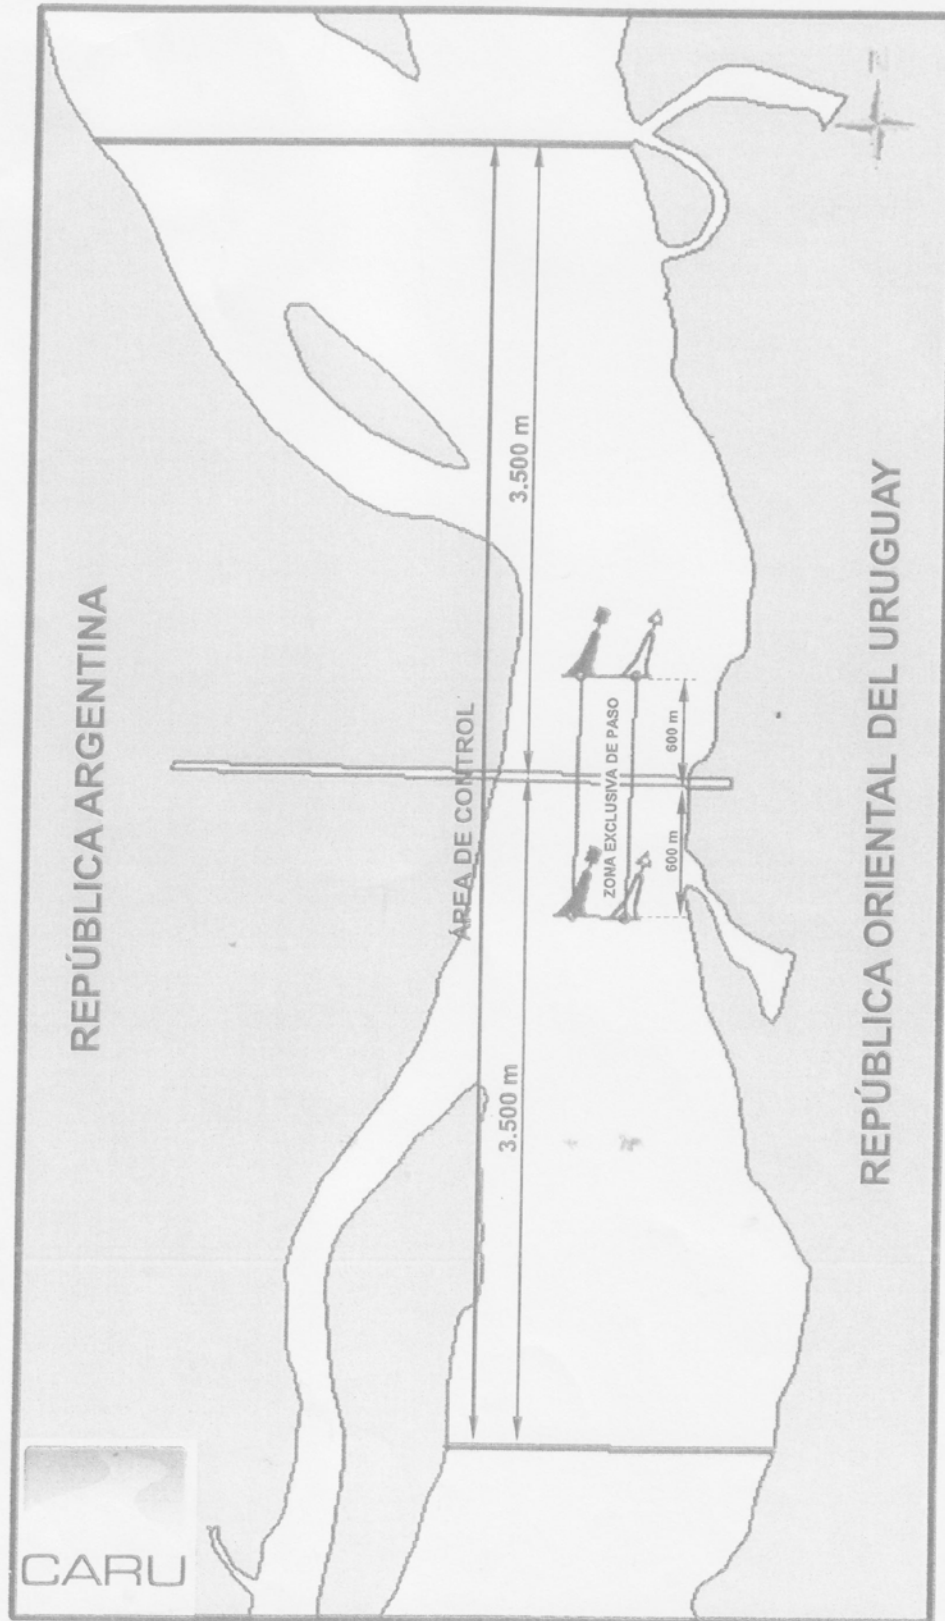 REPÚBLICA ARGENTINA
ÁREA DE CONTROL
3.500 m
3.500 m
ZONA EXCLUSIVA DE PASO
600 m
600 m
REPÚBLICA ORIENTAL DEL URUGUAY
CARU